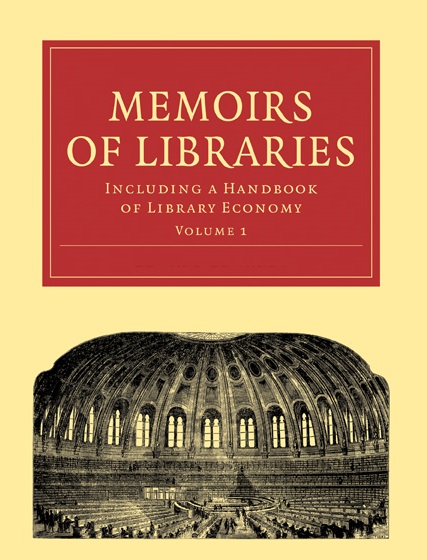 MEMOIRS
OF LIBRARIES
INCLUDING A HANDBOOK
OF LIBRARY ECONOMY
VOLUME 1